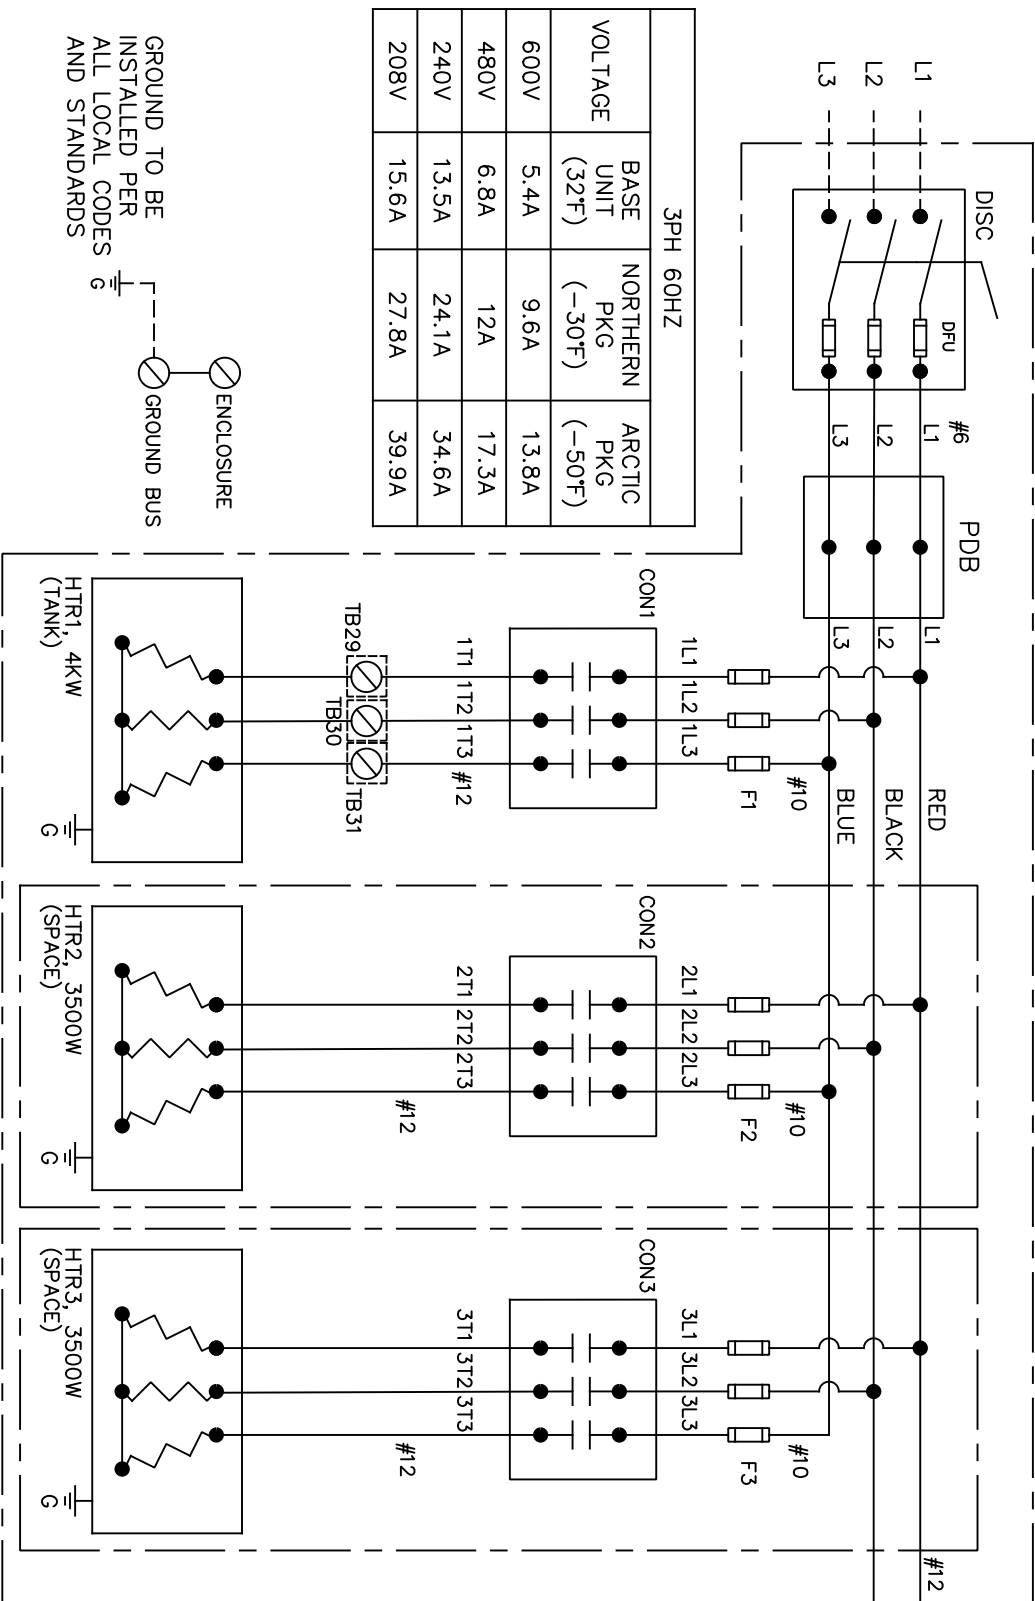 L1
L2
L3
DISC
DFU
#6
L1
L2
L3
PDB
L1
L2
L3
RED
BLACK
BLUE
#12
3PH 60HZ
VOLTAGE
BASE
UNIT
(32°F)
NORTHERN
PKG
(-30°F)
ARCTIC
PKG
(-50°F)
600V 5.4A 9.6A 13.8A
480V 6.8A 12A 17.3A
240V 13.5A 24.1A 34.6A
208V 15.6A 27.8A 39.9A
GROUND TO BE
INSTALLED PER
ALL LOCAL CODES
AND STANDARDS
G
ENCLOSURE
GROUND BUS
#10
F1
1L1
1L2
1L3
CON1
1T1
1T2
1T3
#12
TB29
TB30
TB31
HTR1, 4KW
(TANK)
G
#10
F2
2L1
2L2
2L3
CON2
2T1
2T2
2T3
#12
HTR2, 3500W
(SPACE)
G
#10
F3
3L1
3L2
3L3
CON3
3T1
3T2
3T3
#12
HTR3, 3500W
(SPACE)
G